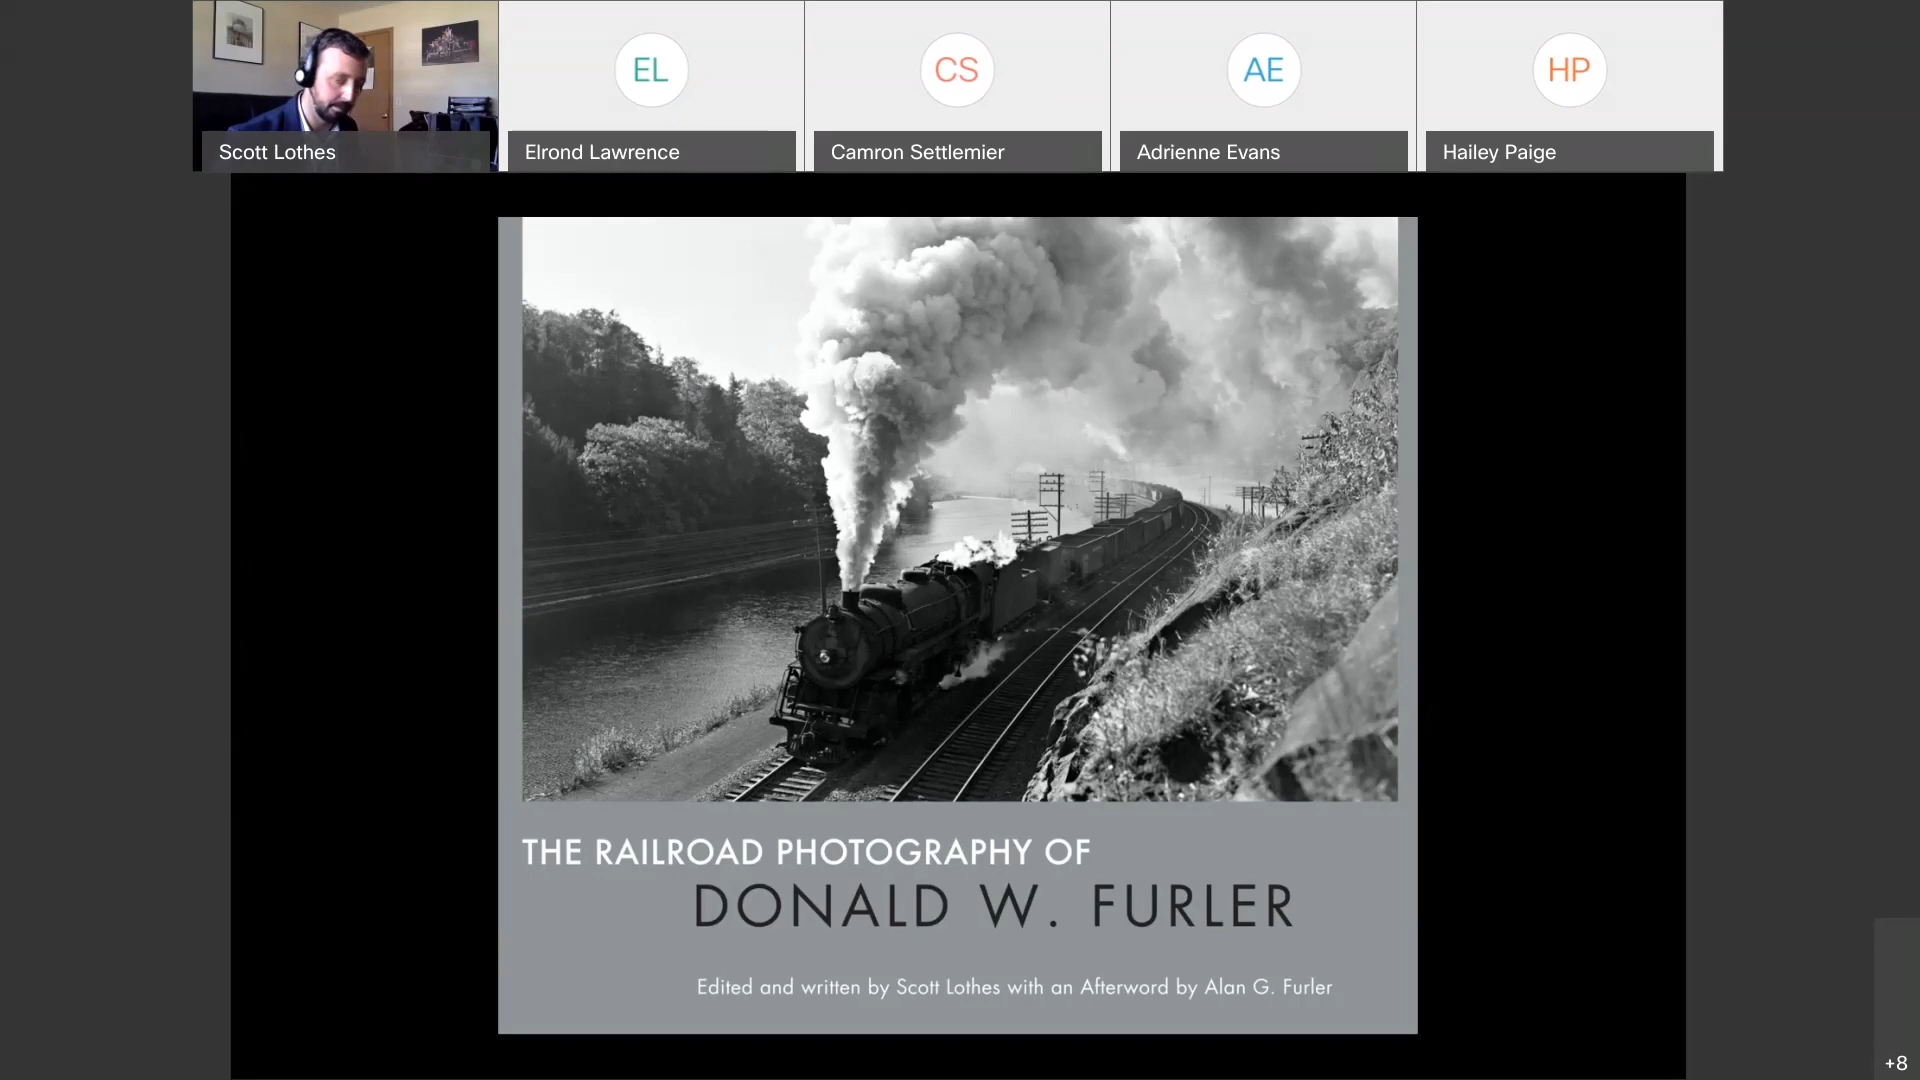 EL
CS
AE
HP
Scott Lothes
Elrond Lawrence
Camron Settlemier
Adrienne Evans
Hailey Paige
THE RAILROAD PHOTOGRAPHY OF
DONALD W. FURLER
Edited and written by Scott Lothes with an Afterword by Alan G. Furler
+8